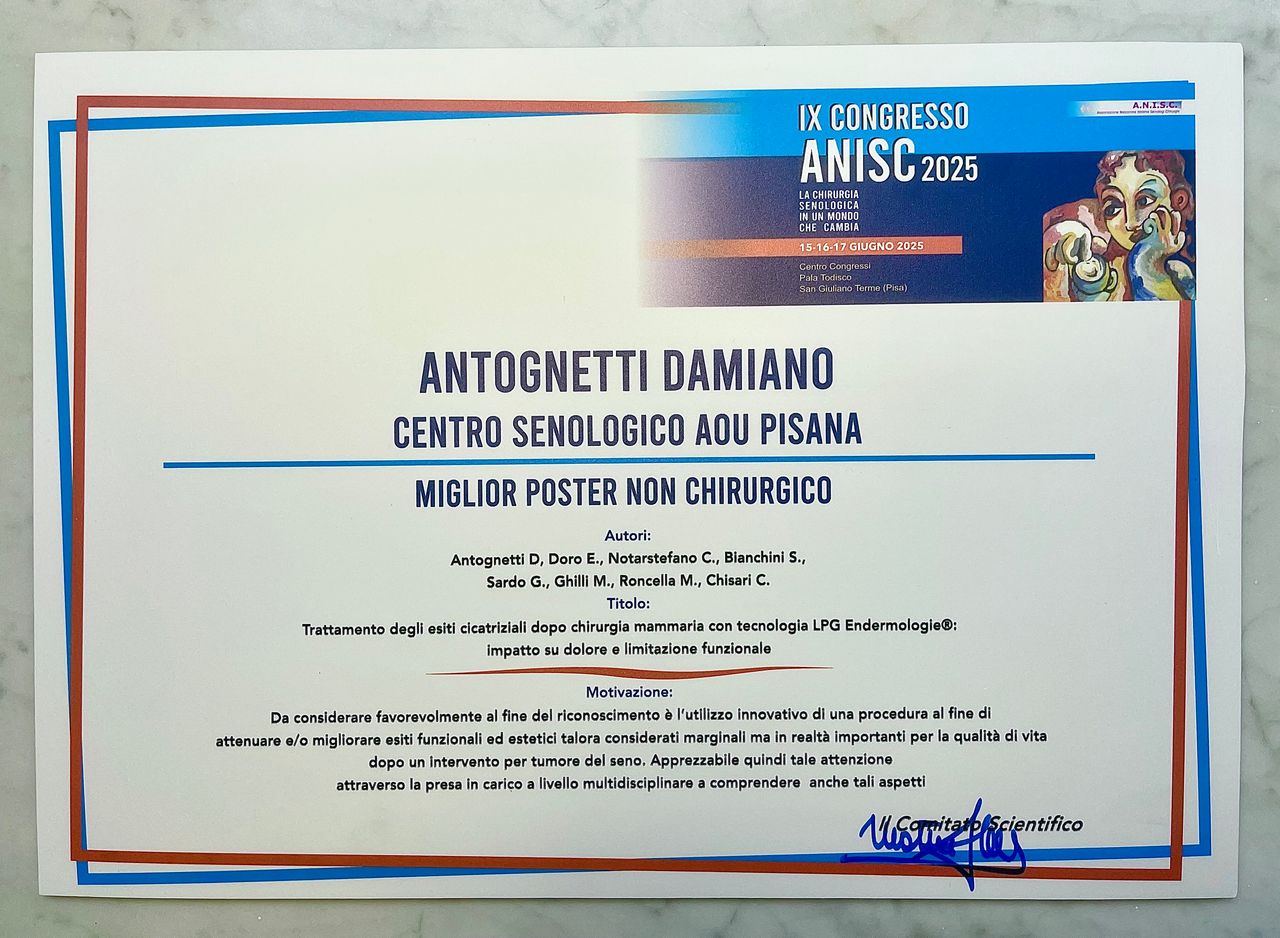 IX CONGRESSO
A.N.I.S.C.
Associazione Nazionale Italiana Senologi Chirurghi
ANISC 2025
LA CHIRURGIA
SENOLOGICA
IN UN MONDO
CHE CAMBIA
15-16-17 GIUGNO 2025
Centro Congressi
Pala Todisco
San Giuliano Terme (Pisa)
ANTOGNETTI DAMIANO
CENTRO SENOLOGICO AOU PISANA
MIGLIOR POSTER NON CHIRURGICO
Autori:
Antognetti D, Doro E., Notarstefano C., Bianchini S.,
Sardo G., Ghilli M., Roncella M., Chisari C.
Titolo:
Trattamento degli esiti cicatriziali dopo chirurgia mammaria con tecnologia LPG Endermologie®:
impatto su dolore e limitazione funzionale
Motivazione:
Da considerare favorevolmente al fine del riconoscimento è l'utilizzo innovativo di una procedura al fine di
attenuare e/o migliorare esiti funzionali ed estetici talora considerati marginali ma in realtà importanti per la qualità di vita
dopo un intervento per tumore del seno. Apprezzabile quindi tale attenzione
attraverso la presa in carico a livello multidisciplinare a comprendere anche tali aspetti
Il Comitato Scientifico